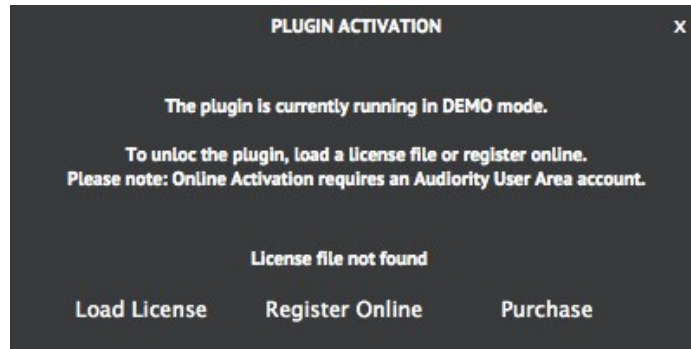 PLUGIN ACTIVATION X
The plugin is currently running in DEMO mode.
To unloc the plugin, load a license file or register online.
Please note: Online Activation requires an Audiority User Area account.
License file not found
Load License Register Online Purchase